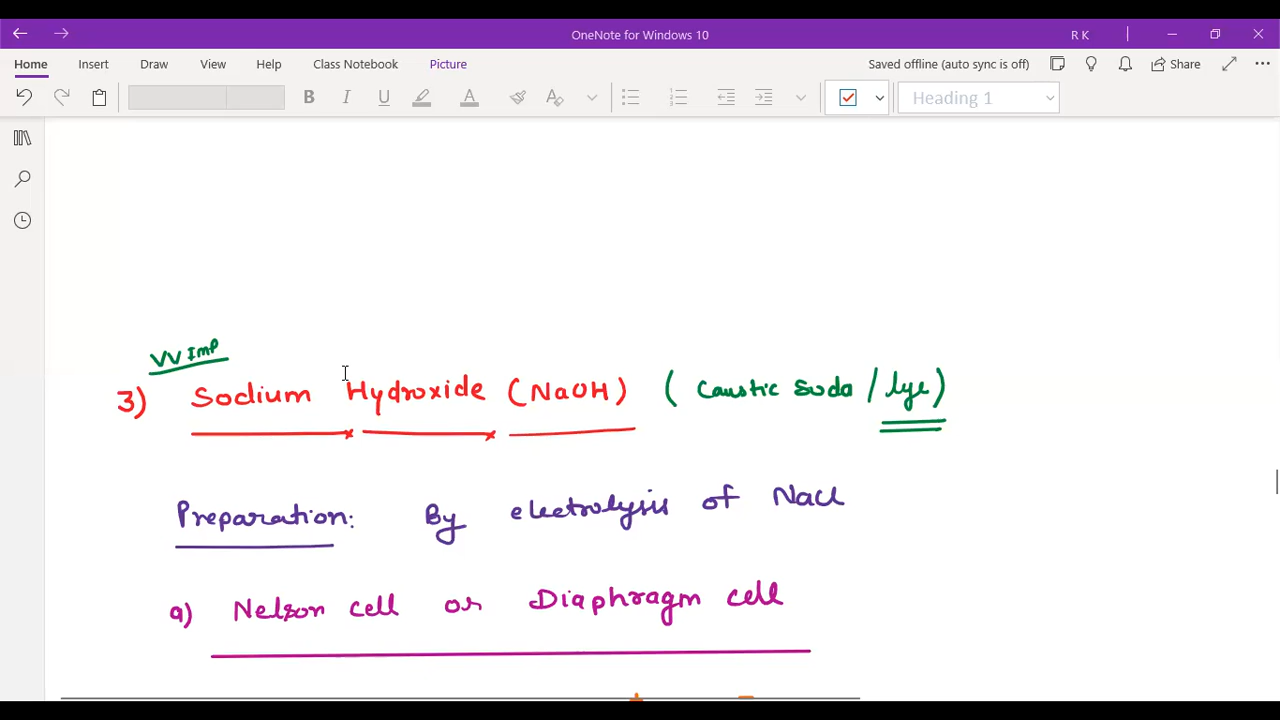 OneNote for Windows 10
R K
Home Insert Draw View Help Class Notebook Picture
Saved offline (auto sync is off) Share
B I U A
Heading 1
VV Imp
3) Sodium Hydroxide (NaOH) ( Caustic Soda / lye)
Preparation: By electrolysis of NaCl
a) Nelson cell or Diaphragm cell